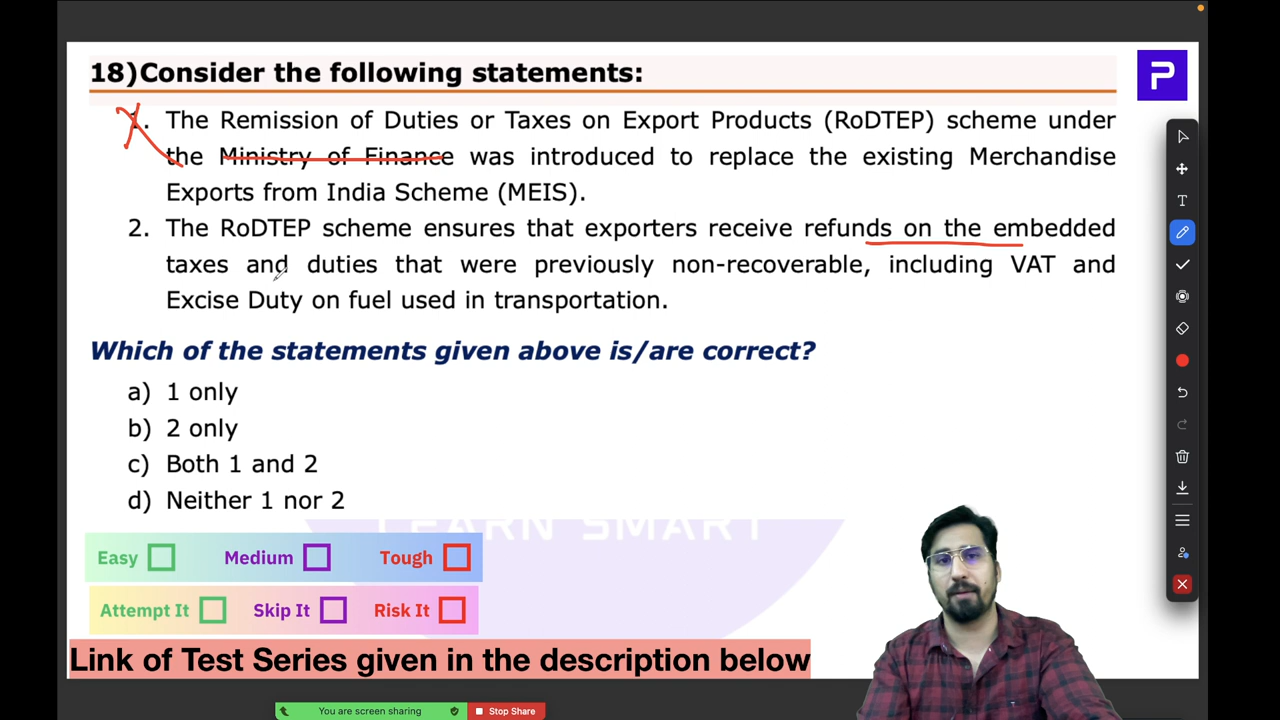 18)Consider the following statements:
P
1. The Remission of Duties or Taxes on Export Products (RoDTEP) scheme under
the Ministry of Finance was introduced to replace the existing Merchandise
Exports from India Scheme (MEIS).
2. The RoDTEP scheme ensures that exporters receive refunds on the embedded
taxes and duties that were previously non-recoverable, including VAT and
Excise Duty on fuel used in transportation.
Which of the statements given above is/are correct?
a) 1 only
b) 2 only
c) Both 1 and 2
d) Neither 1 nor 2
LEARN SMART
Easy Medium Tough
Attempt It Skip It Risk It
Link of Test Series given in the description below
You are screen sharing Stop Share